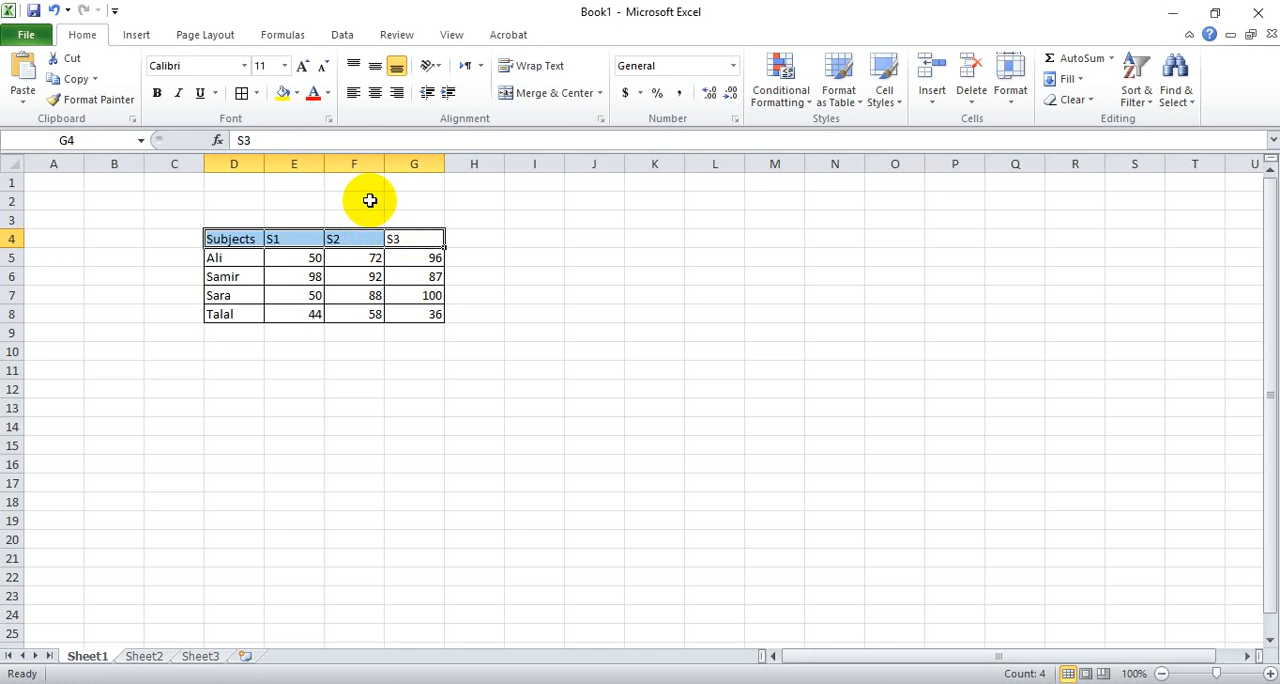 Book1 - Microsoft Excel
File Home Insert Page Layout Formulas Data Review View Acrobat
Paste Cut Copy Format Painter Clipboard
Calibri 11 B I U A Font
Wrap Text Merge & Center Alignment
General $ % , Number
Conditional Formatting Format as Table Cell Styles Styles
Insert Delete Format Cells
Σ AutoSum Fill Clear Sort & Filter Find & Select Editing
G4 fx S3
A B C D E F G H I J K L M N O P Q R S T U
1
2
3
4 Subjects S1 S2 S3
5 Ali 50 72 96
6 Samir 98 92 87
7 Sara 50 88 100
8 Talal 44 58 36
9
10
11
12
13
14
15
16
17
18
19
20
21
22
23
24
25
Sheet1 Sheet2 Sheet3
Ready Count: 4 100%